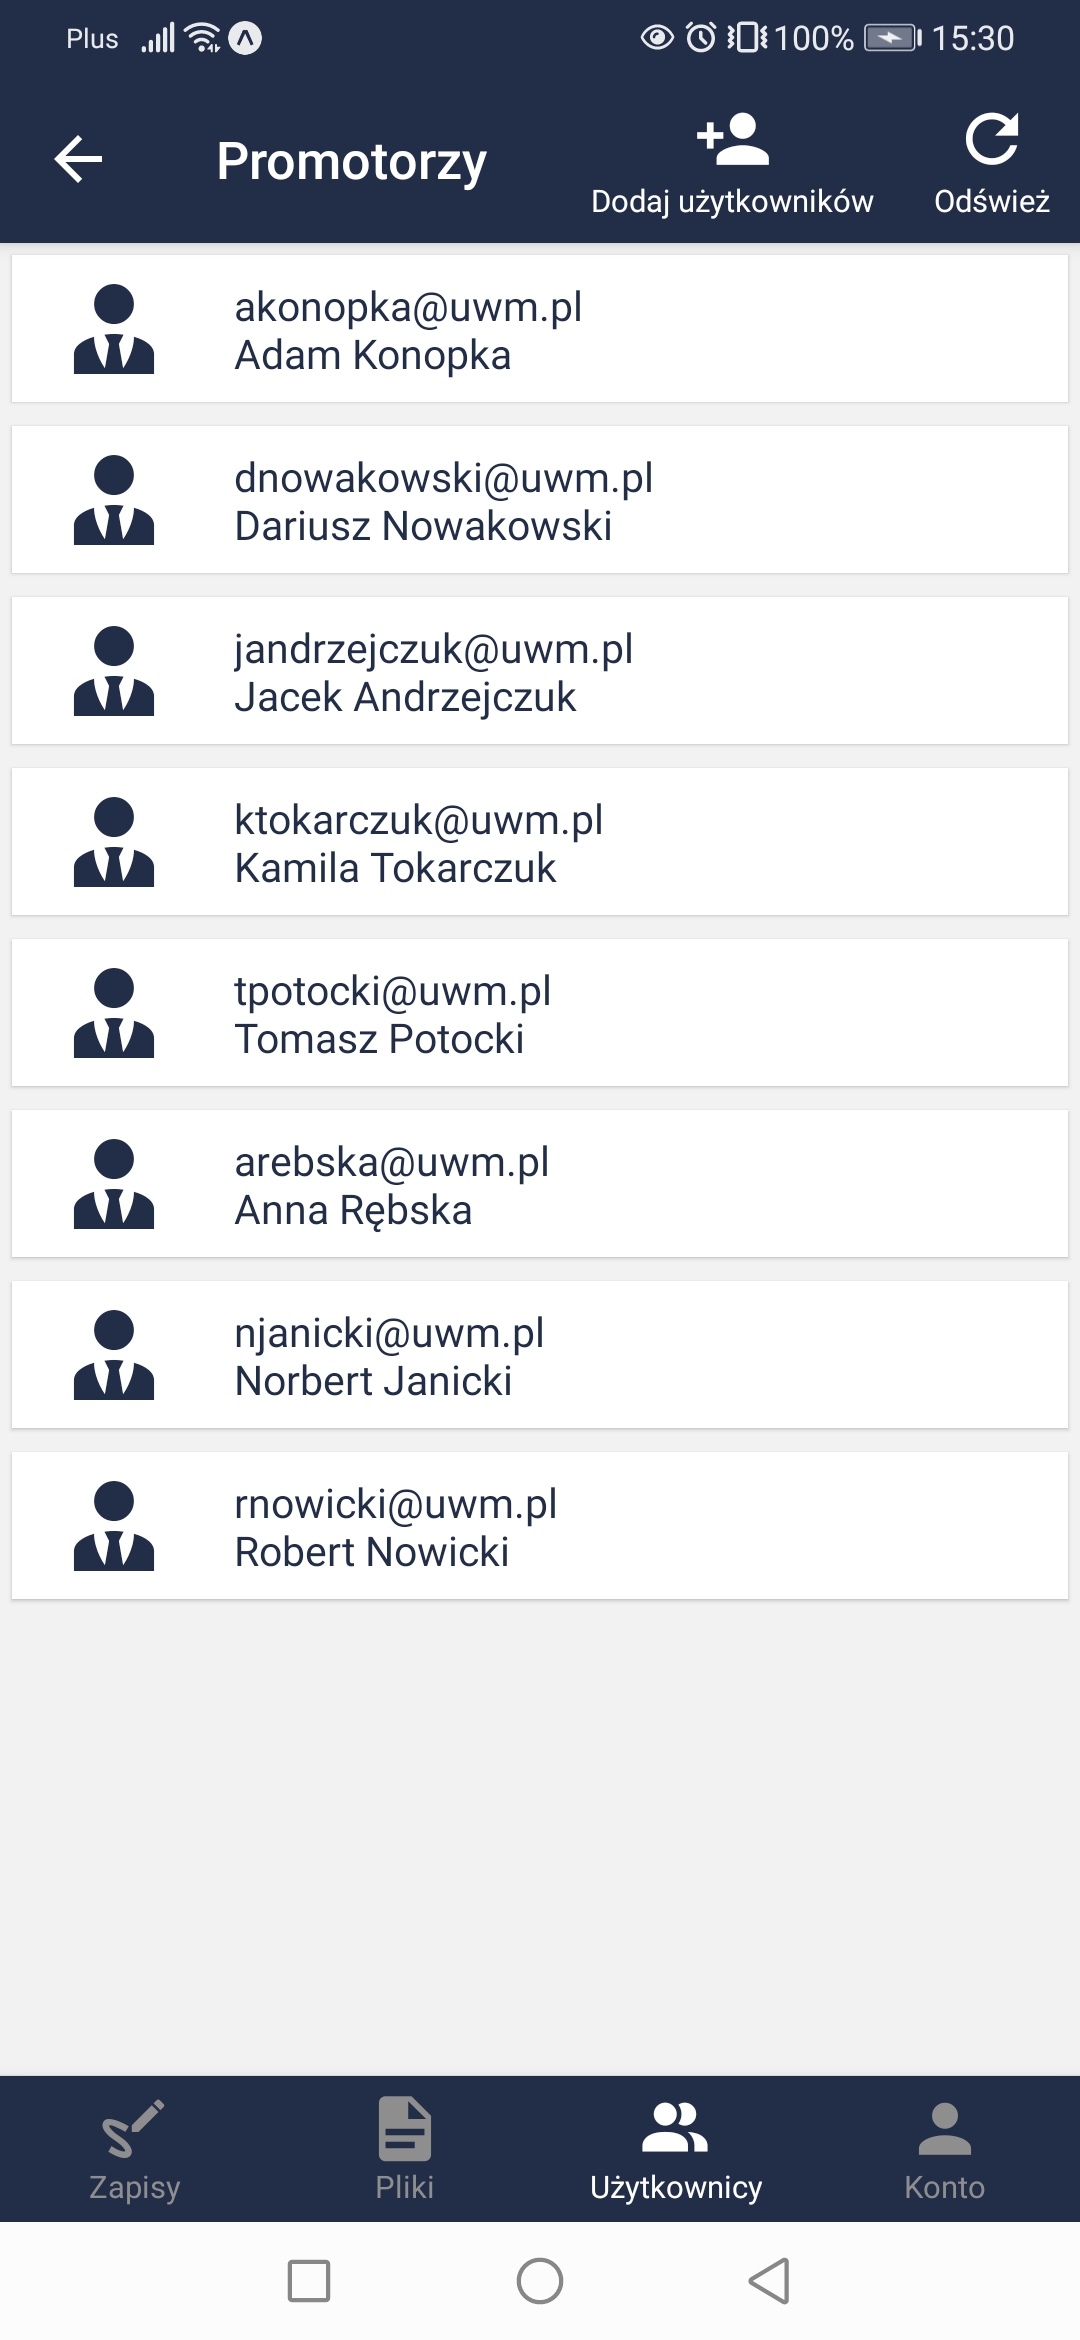 Plus 100% 15:30
Promotorzy
Dodaj użytkowników
Odśwież
akonopka@uwm.pl
Adam Konopka
dnowakowski@uwm.pl
Dariusz Nowakowski
jandrzejczuk@uwm.pl
Jacek Andrzejczuk
ktokarczuk@uwm.pl
Kamila Tokarczuk
tpotocki@uwm.pl
Tomasz Potocki
arebska@uwm.pl
Anna Rębska
njanicki@uwm.pl
Norbert Janicki
rnowicki@uwm.pl
Robert Nowicki
Zapisy
Pliki
Użytkownicy
Konto